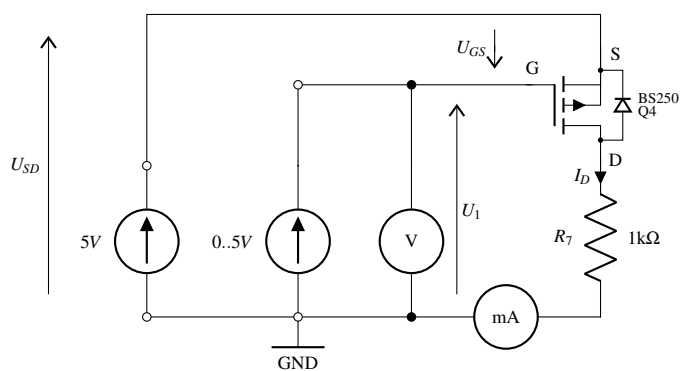 U_GS
S
G
BS250
Q4
D
I_D
U_SD
U_1
5V
0..5V
V
R_7
1kΩ
mA
GND